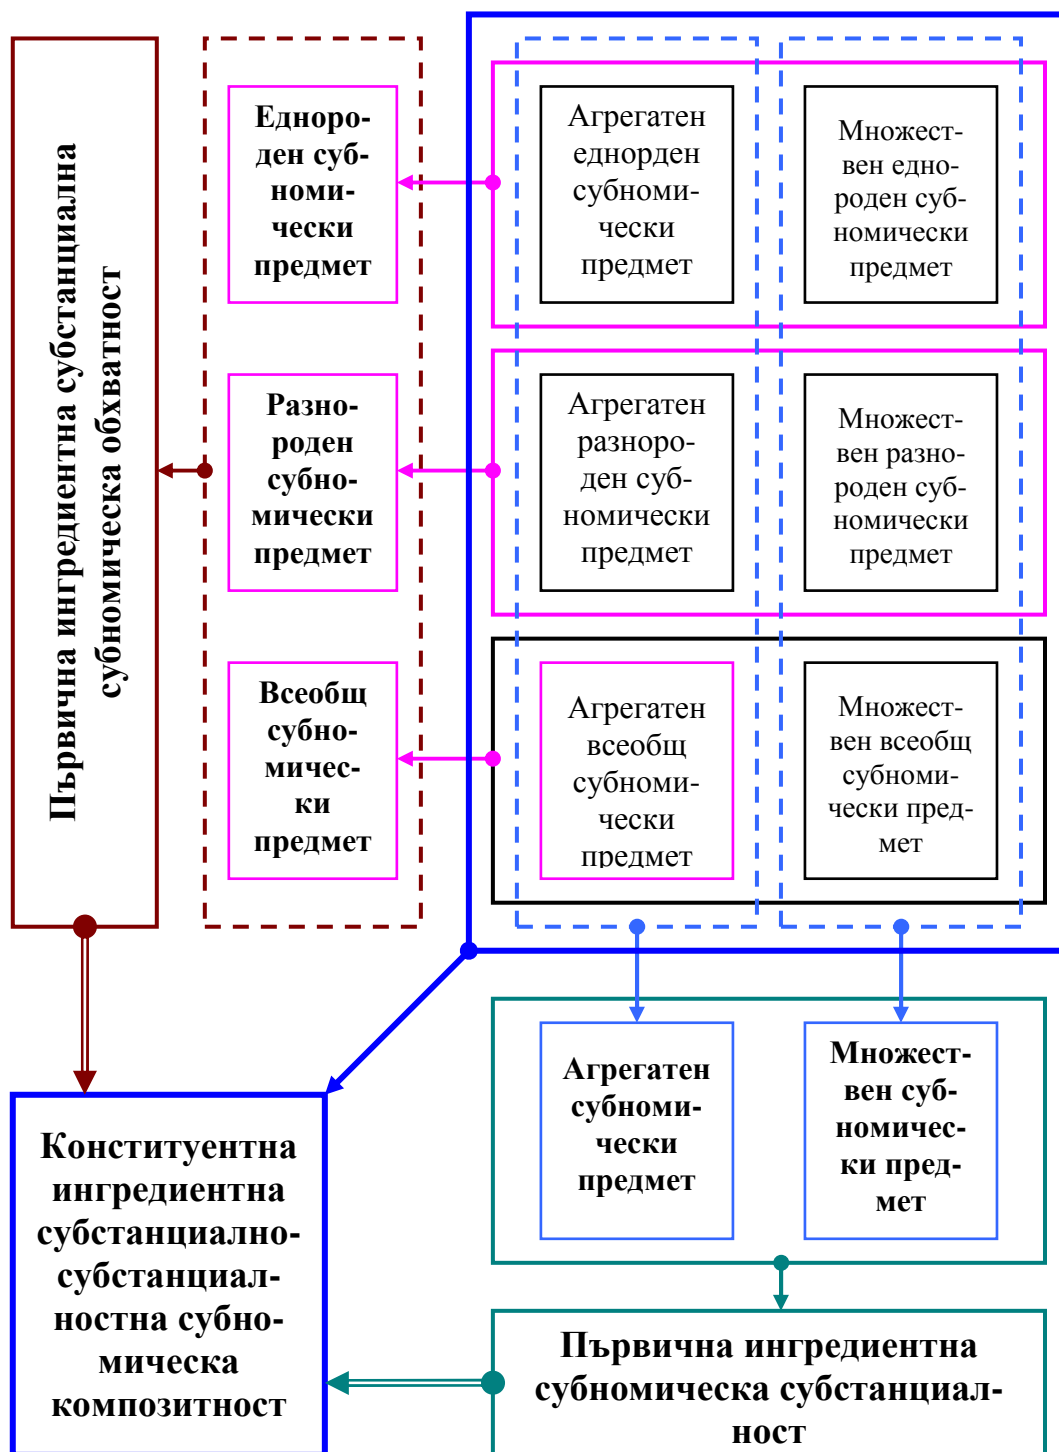 Първична ингредиентна субстанциална
субномическа обхватност
Едноро-
ден суб-
номи-
чески
предмет
Агрегатен
еднорден
субноми-
чески
предмет
Множест-
вен едно-
роден суб-
номически
предмет
Разно-
роден
субно-
мически
предмет
Агрегатен
разноро-
ден суб-
номически
предмет
Множест-
вен разно-
роден суб-
номически
предмет
Всеобщ
субно-
мичес-
ки
предмет
Агрегатен
всеобщ
субноми-
чески
предмет
Множест-
вен всеобщ
субноми-
чески пред-
мет
Агрегатен
субноми-
чески
предмет
Множест-
вен суб-
номичес-
ки пред-
мет
Конституентна
ингредиентна
субстанциално-
субстанциал-
ностна субно-
мическа
композитност
Първична ингредиентна
субномическа субстанциал-
ност